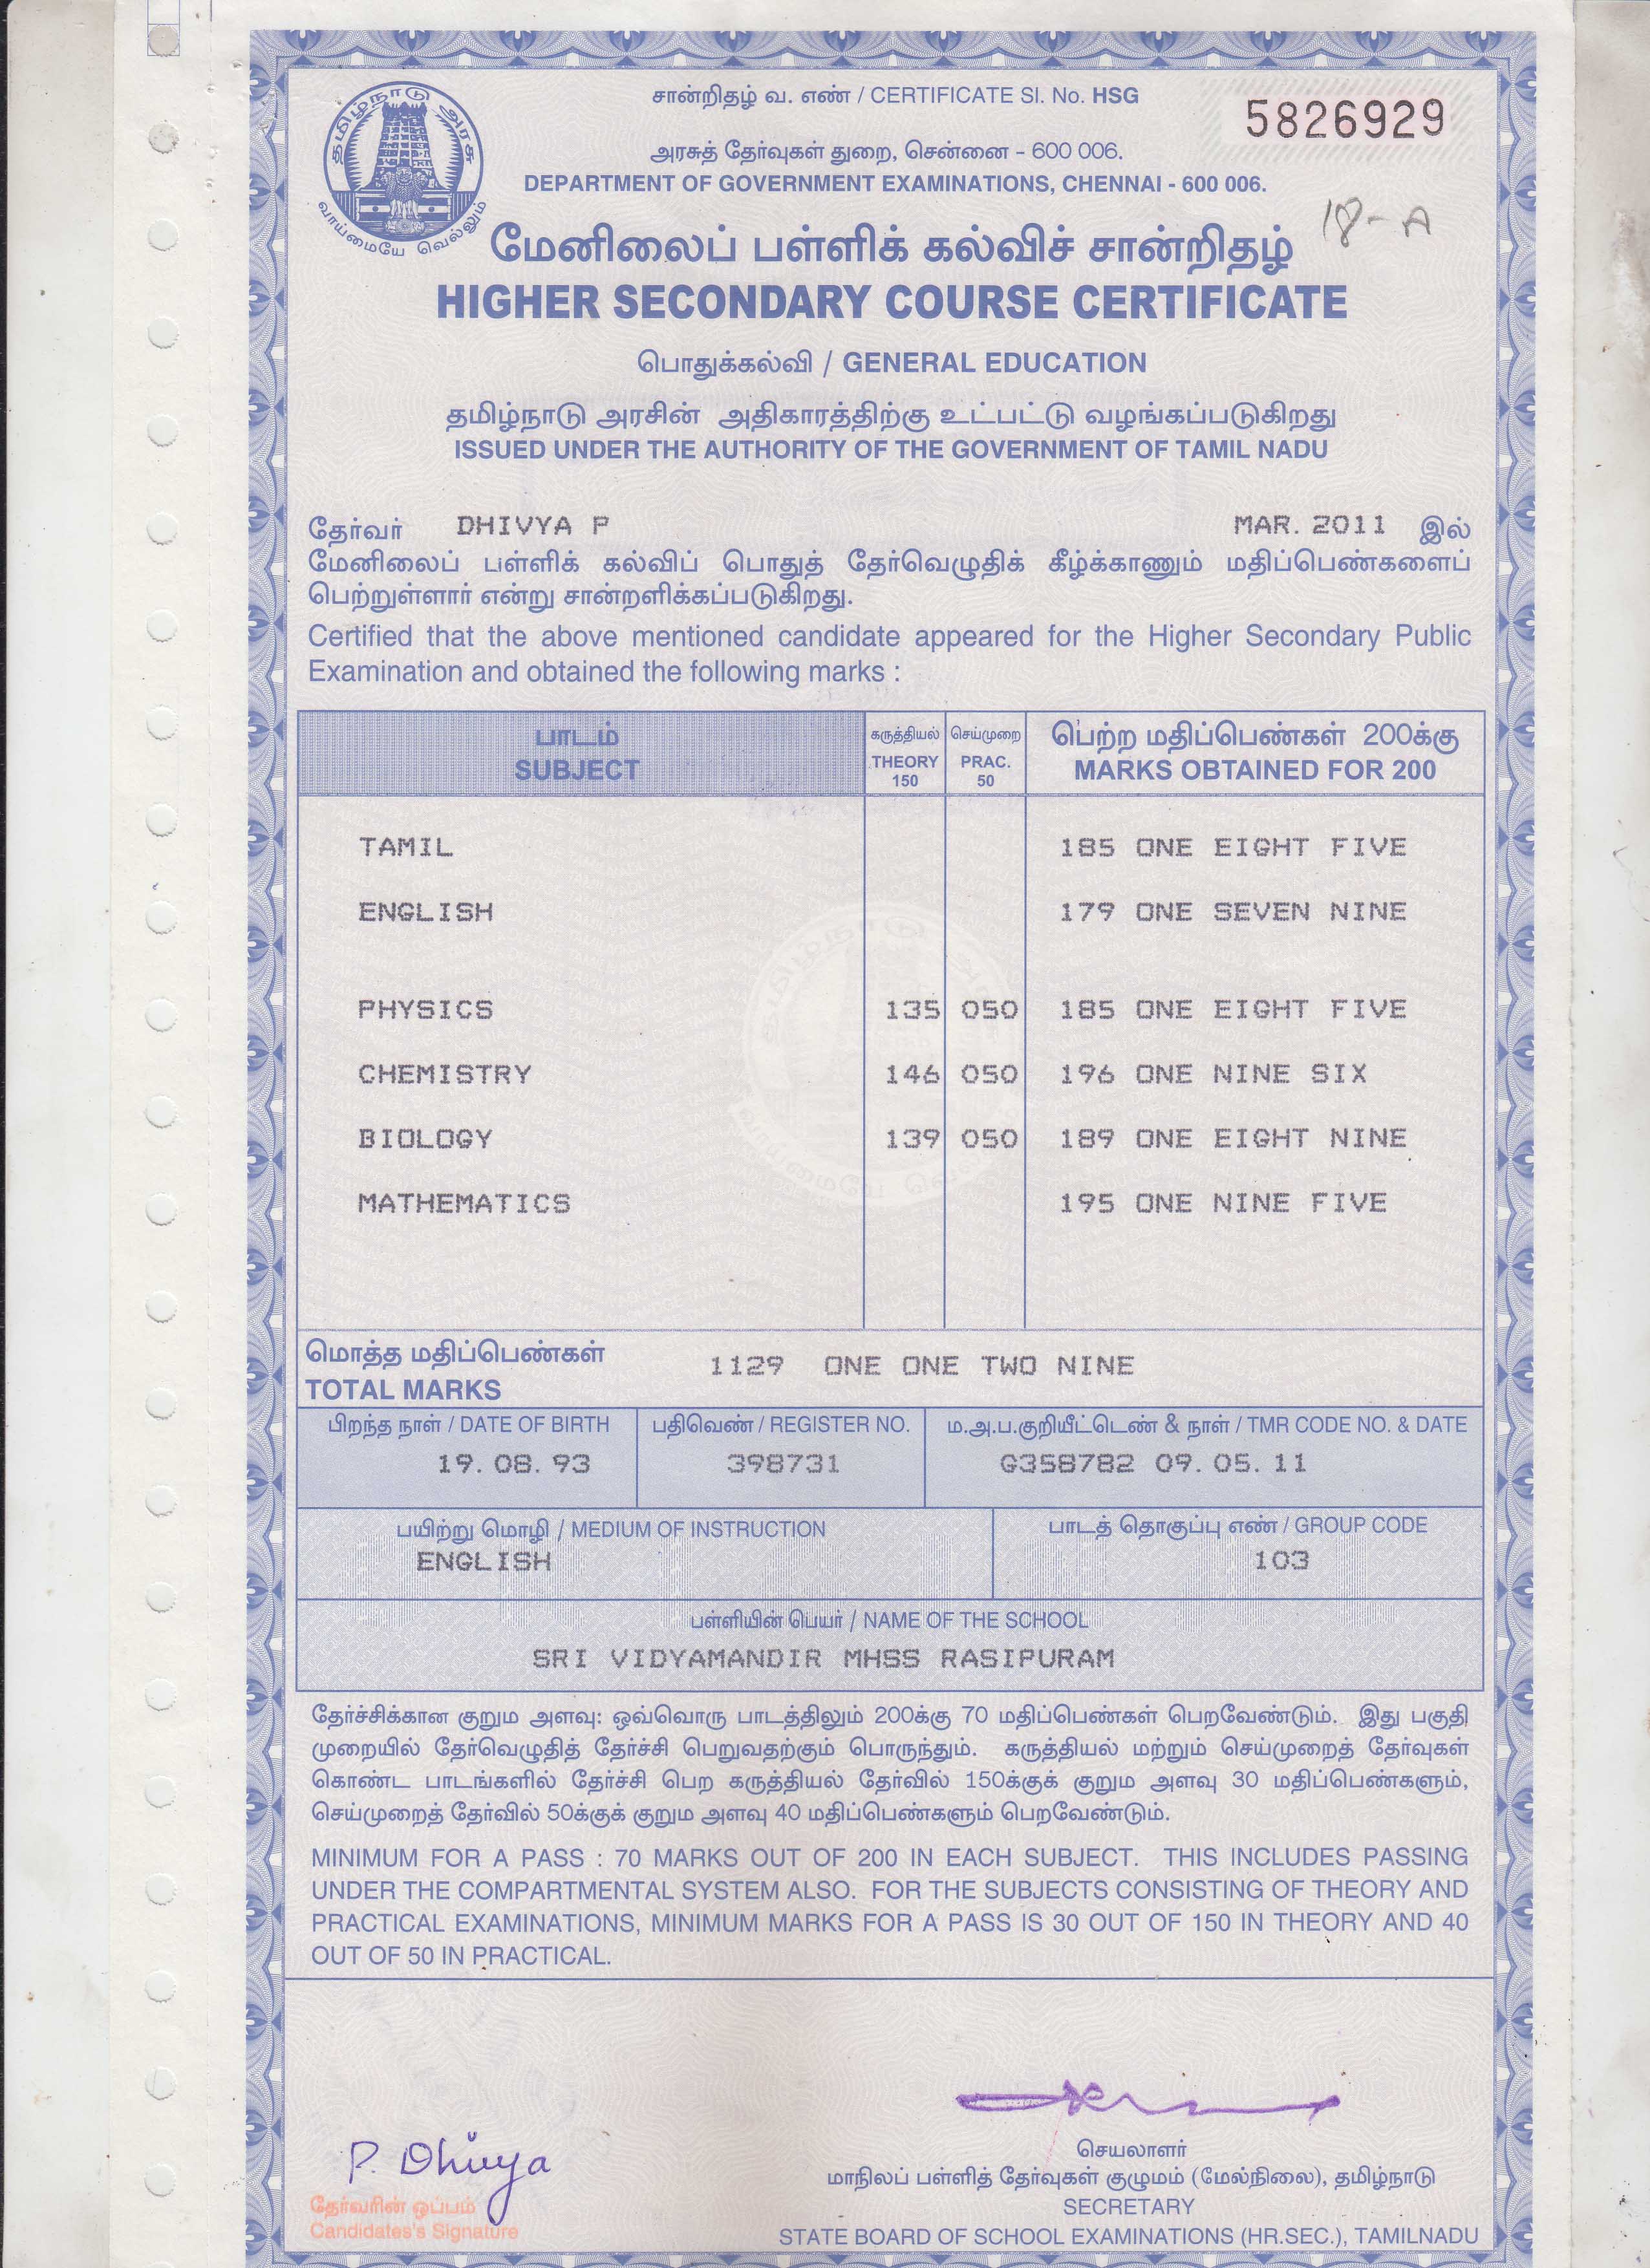 தமிழ்நாடு அரசு
வாய்மையே வெல்லும்
சான்றிதழ் வ. எண் / CERTIFICATE Sl. No. HSG
5826929
அரசுத் தேர்வுகள் துறை, சென்னை - 600 006.
DEPARTMENT OF GOVERNMENT EXAMINATIONS, CHENNAI - 600 006.
18-A
மேனிலைப் பள்ளிக் கல்விச் சான்றிதழ்
HIGHER SECONDARY COURSE CERTIFICATE
பொதுக்கல்வி / GENERAL EDUCATION
தமிழ்நாடு அரசின் அதிகாரத்திற்கு உட்பட்டு வழங்கப்படுகிறது
ISSUED UNDER THE AUTHORITY OF THE GOVERNMENT OF TAMIL NADU
தேர்வர் DHIVYA P MAR. 2011 இல்
மேனிலைப் பள்ளிக் கல்விப் பொதுத் தேர்வெழுதிக் கீழ்க்காணும் மதிப்பெண்களைப்
பெற்றுள்ளார் என்று சான்றளிக்கப்படுகிறது.
Certified that the above mentioned candidate appeared for the Higher Secondary Public
Examination and obtained the following marks :
பாடம் கருத்தியல் செய்முறை பெற்ற மதிப்பெண்கள் 200க்கு
SUBJECT THEORY 150 PRAC. 50 MARKS OBTAINED FOR 200
TAMIL 185 ONE EIGHT FIVE
ENGLISH 179 ONE SEVEN NINE
PHYSICS 135 050 185 ONE EIGHT FIVE
CHEMISTRY 146 050 196 ONE NINE SIX
BIOLOGY 139 050 189 ONE EIGHT NINE
MATHEMATICS 195 ONE NINE FIVE
மொத்த மதிப்பெண்கள்
TOTAL MARKS 1129 ONE ONE TWO NINE
பிறந்த நாள் / DATE OF BIRTH பதிவெண் / REGISTER NO. ம.அ.ப.குறியீட்டெண் & நாள் / TMR CODE NO. & DATE
19. 08. 93 398731 G358782 09. 05. 11
பயிற்று மொழி / MEDIUM OF INSTRUCTION பாடத் தொகுப்பு எண் / GROUP CODE
ENGLISH 103
பள்ளியின் பெயர் / NAME OF THE SCHOOL
SRI VIDYAMANDIR MHSS RASIPURAM
தேர்ச்சிக்கான குறும அளவு: ஒவ்வொரு பாடத்திலும் 200க்கு 70 மதிப்பெண்கள் பெறவேண்டும். இது பகுதி
முறையில் தேர்வெழுதித் தேர்ச்சி பெறுவதற்கும் பொருந்தும். கருத்தியல் மற்றும் செய்முறைத் தேர்வுகள்
கொண்ட பாடங்களில் தேர்ச்சி பெற கருத்தியல் தேர்வில் 150க்குக் குறும அளவு 30 மதிப்பெண்களும்,
செய்முறைத் தேர்வில் 50க்குக் குறும அளவு 40 மதிப்பெண்களும் பெறவேண்டும்.
MINIMUM FOR A PASS : 70 MARKS OUT OF 200 IN EACH SUBJECT. THIS INCLUDES PASSING
UNDER THE COMPARTMENTAL SYSTEM ALSO. FOR THE SUBJECTS CONSISTING OF THEORY AND
PRACTICAL EXAMINATIONS, MINIMUM MARKS FOR A PASS IS 30 OUT OF 150 IN THEORY AND 40
OUT OF 50 IN PRACTICAL.
P. Dhivya
தேர்வரின் ஒப்பம்
Candidates's Signature
செயலாளர்
மாநிலப் பள்ளித் தேர்வுகள் குழுமம் (மேல்நிலை), தமிழ்நாடு
SECRETARY
STATE BOARD OF SCHOOL EXAMINATIONS (HR.SEC.), TAMILNADU